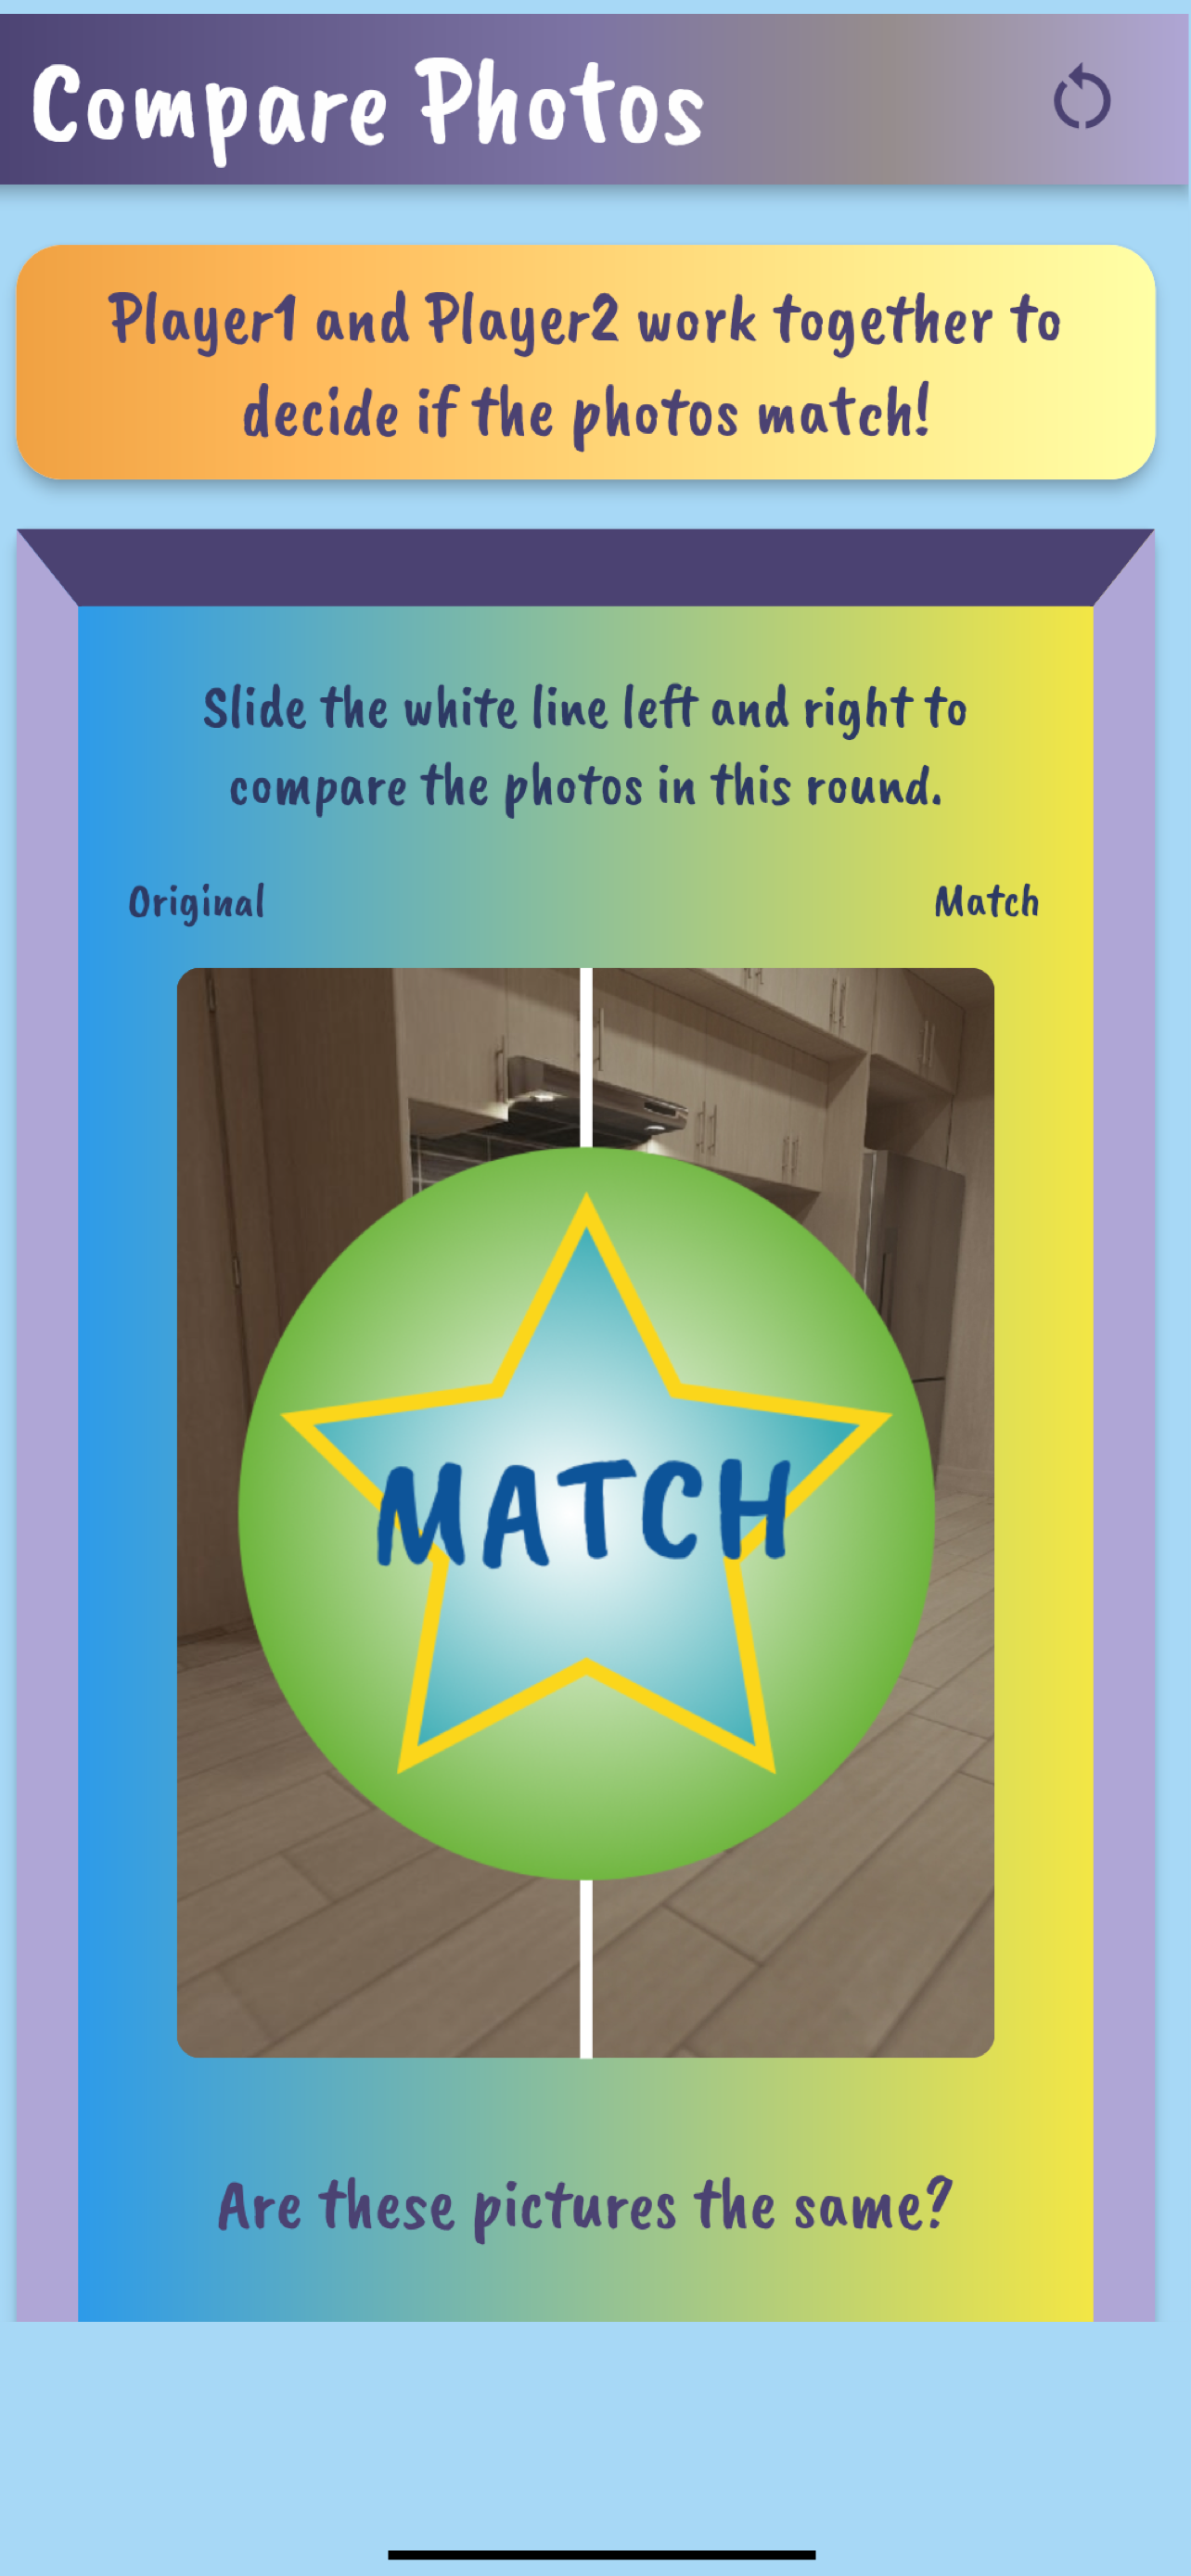 Compare Photos
Player1 and Player2 work together to
decide if the photos match!
Slide the white line left and right to
compare the photos in this round.
Original
Match
MATCH
Are these pictures the same?